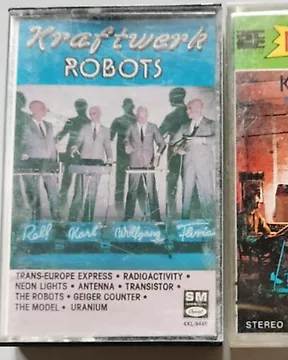 Kraftwerk
ROBOTS
Ralf Karl Wolfgang Florian
TRANS-EUROPE EXPRESS • RADIOACTIVITY •
NEON LIGHTS • ANTENNA • TRANSISTOR •
THE ROBOTS • GEIGER COUNTER •
THE MODEL • URANIUM
SM
Capitol
STEREO